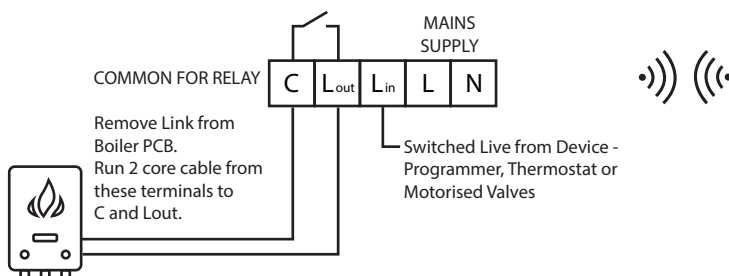 MAINS
SUPPLY
COMMON FOR RELAY
C Lout Lin L N
Remove Link from
Boiler PCB.
Run 2 core cable from
these terminals to
C and Lout.
Switched Live from Device -
Programmer, Thermostat or
Motorised Valves